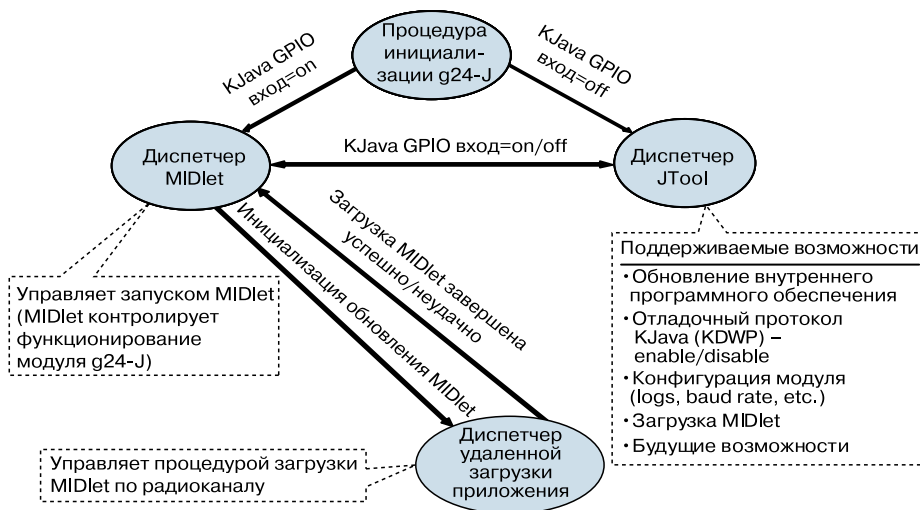 Процедура
инициали-
зации g24-J
KJava GPIO
вход=on
KJava GPIO
вход=off
Диспетчер
MIDlet
KJava GPIO вход=on/off
Диспетчер
JTool
Инициализация обновления MIDlet
Загрузка MIDlet завершена
успешно/неудачно
Управляет запуском MIDlet
(MIDlet контролирует
функционирование
модуля g24-J)
Поддерживаемые возможности
·Обновление внутреннего
программного обеспечения
·Отладочный протокол
KJava (KDWP) –
enable/disable
·Конфигурация модуля
(logs, baud rate, etc.)
·Загрузка MIDlet
·Будущие возможности
Диспетчер
удаленной
загрузки
приложения
Управляет процедурой загрузки
MIDlet по радиоканалу